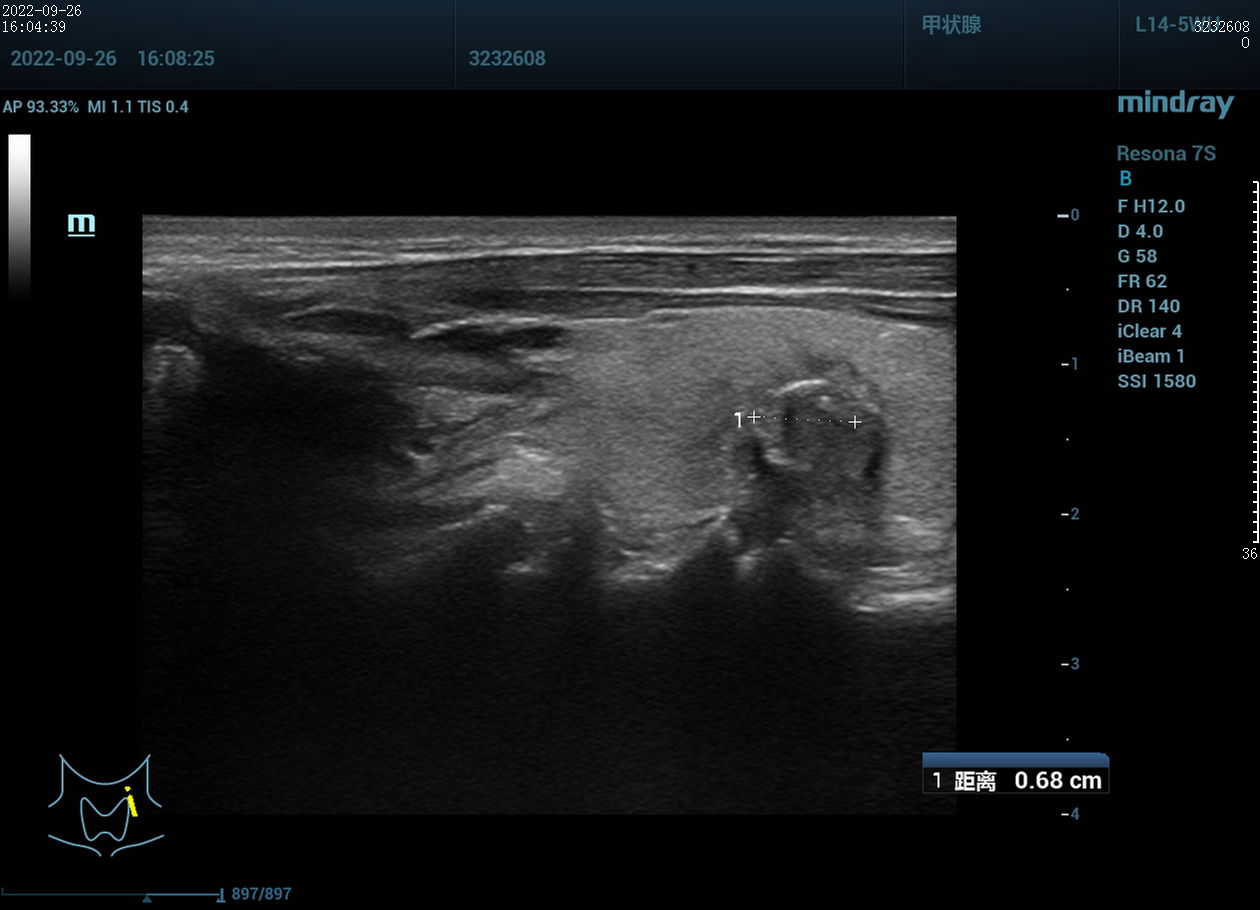 2022-09-26
16:04:39
2022-09-26 16:08:25
3232608
甲状腺
3232608
0
AP 93.33% MI 1.1 TIS 0.4
mindray
Resona 7S
B
F H12.0
D 4.0
G 58
FR 62
DR 140
iClear 4
iBeam 1
SSI 1580
m
0
1
2
3
4
1
36
1 距离 0.68 cm
897/897